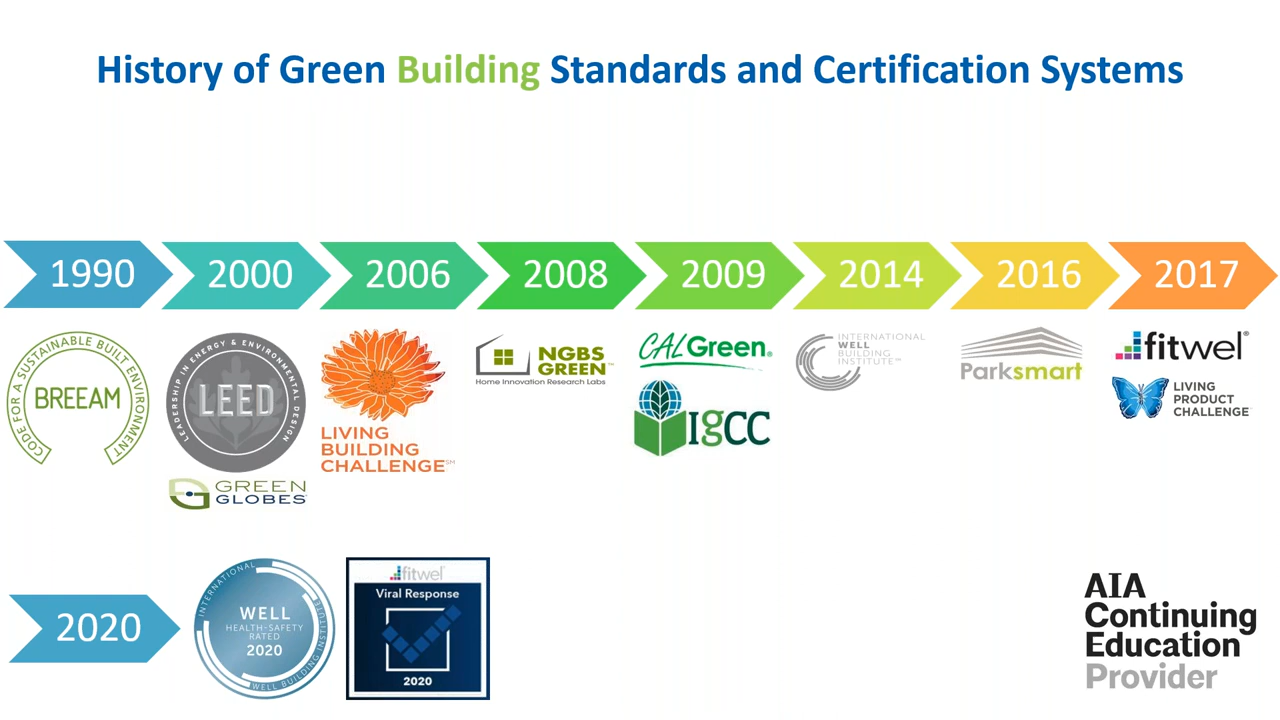 History of Green Building Standards and Certification Systems
1990
2000
2006
2008
2009
2014
2016
2017
CODE FOR A SUSTAINABLE BUILT ENVIRONMENT
BREEAM
LEADERSHIP IN ENERGY & ENVIRONMENTAL DESIGN
LEED
GREEN
GLOBES
LIVING
BUILDING
CHALLENGE℠
NGBS
GREEN™
Home Innovation Research Labs
CALGreen®
IgCC
INTERNATIONAL
WELL
BUILDING
INSTITUTE™
Parksmart
fitwel®
LIVING
PRODUCT
CHALLENGE
2020
INTERNATIONAL
WELL BUILDING INSTITUTE
WELL
HEALTH-SAFETY
RATED
2020
fitwel
Viral Response
2020
AIA
Continuing
Education
Provider